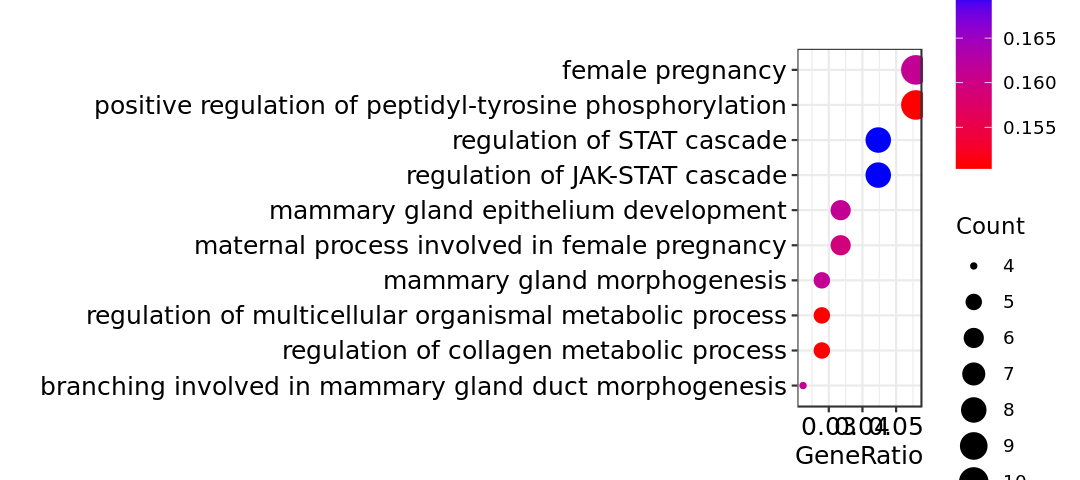 0.165
female pregnancy
0.160
positive regulation of peptidyl-tyrosine phosphorylation
0.155
regulation of STAT cascade
regulation of JAK-STAT cascade
mammary gland epithelium development
Count
maternal process involved in female pregnancy
4
mammary gland morphogenesis
5
regulation of multicellular organismal metabolic process
6
regulation of collagen metabolic process
7
branching involved in mammary gland duct morphogenesis
8
0.03 0.04 0.05
9
GeneRatio
10